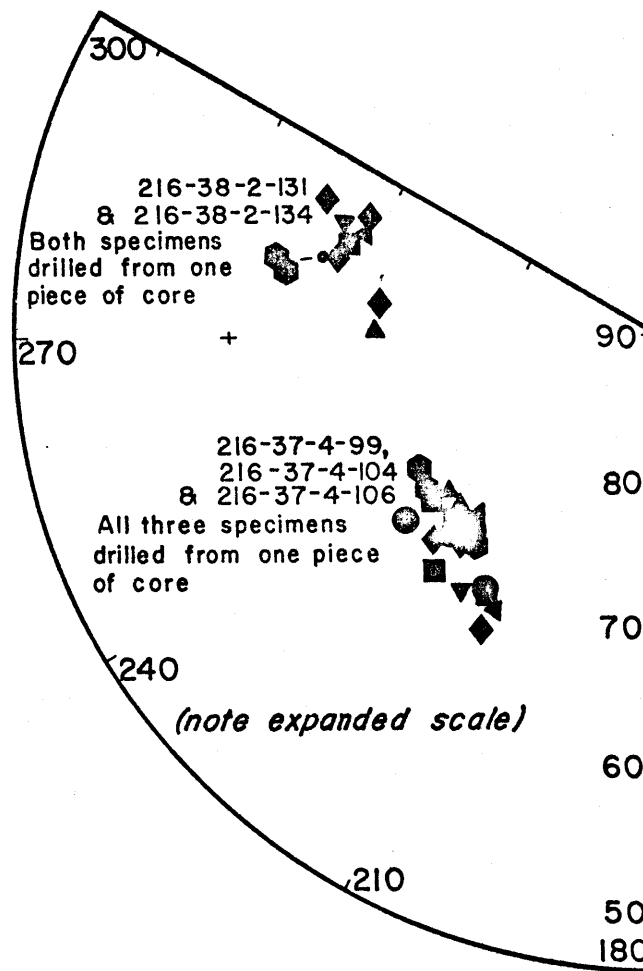 300
216-38-2-131
& 216-38-2-134
Both specimens
drilled from one
piece of core
270
90
216-37-4-99,
216-37-4-104
& 216-37-4-106
80
All three specimens
drilled from one piece
of core
70
240
(note expanded scale)
60
210
50
180